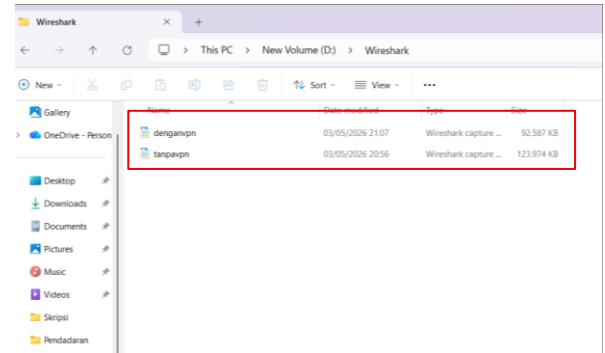 Wireshark
This PC > New Volume (D:) > Wireshark
New Sort View
Name Date modified Type Size
Gallery
OneDrive - Person
denganvpn 03/05/2026 21:07 Wireshark capture ... 92.587 KB
tanpavpn 03/05/2026 20:56 Wireshark capture ... 123.974 KB
Desktop
Downloads
Documents
Pictures
Music
Videos
Skripsi
Pendadaran